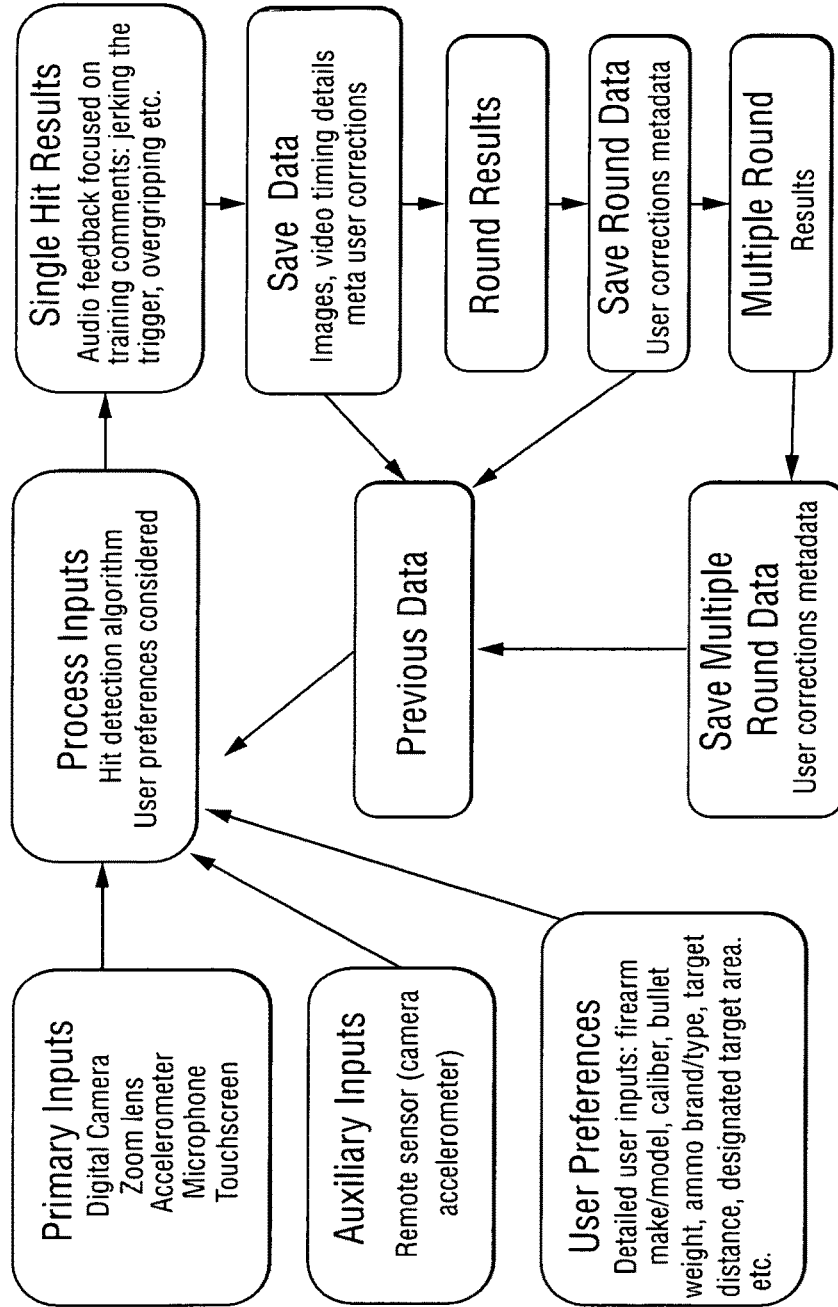 Primary Inputs
Digital Camera
Zoom lens
Accelerometer
Microphone
Touchscreen
Auxiliary Inputs
Remote sensor (camera
accelerometer)
User Preferences
Detailed user inputs: firearm
make/model, caliber, bullet
weight, ammo brand/type, target
distance, designated target area.
etc.
Process Inputs
Hit detection algorithm
User preferences considered
Previous Data
Save Multiple
Round Data
User corrections metadata
Single Hit Results
Audio feedback focused on
training comments: jerking the
trigger, overgripping etc.
Save Data
Images, video timing details
meta user corrections
Round Results
Save Round Data
User corrections metadata
Multiple Round
Results